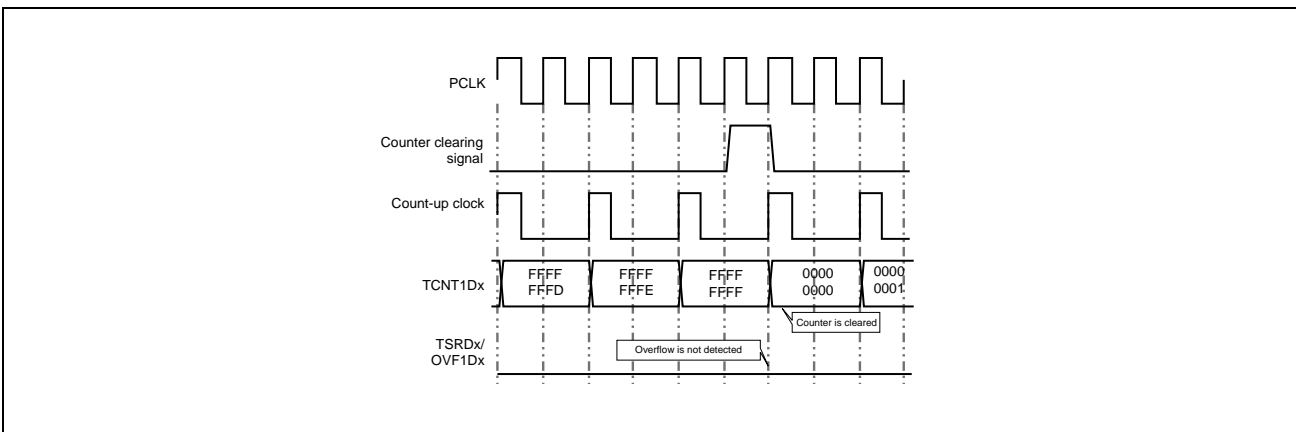 PCLK
Counter clearing
signal
Count-up clock
TCNT1Dx
FFFF
FFFD
FFFF
FFFE
FFFF
FFFF
0000
0000
0000
0001
Counter is cleared
TSRDx/
OVF1Dx
Overflow is not detected